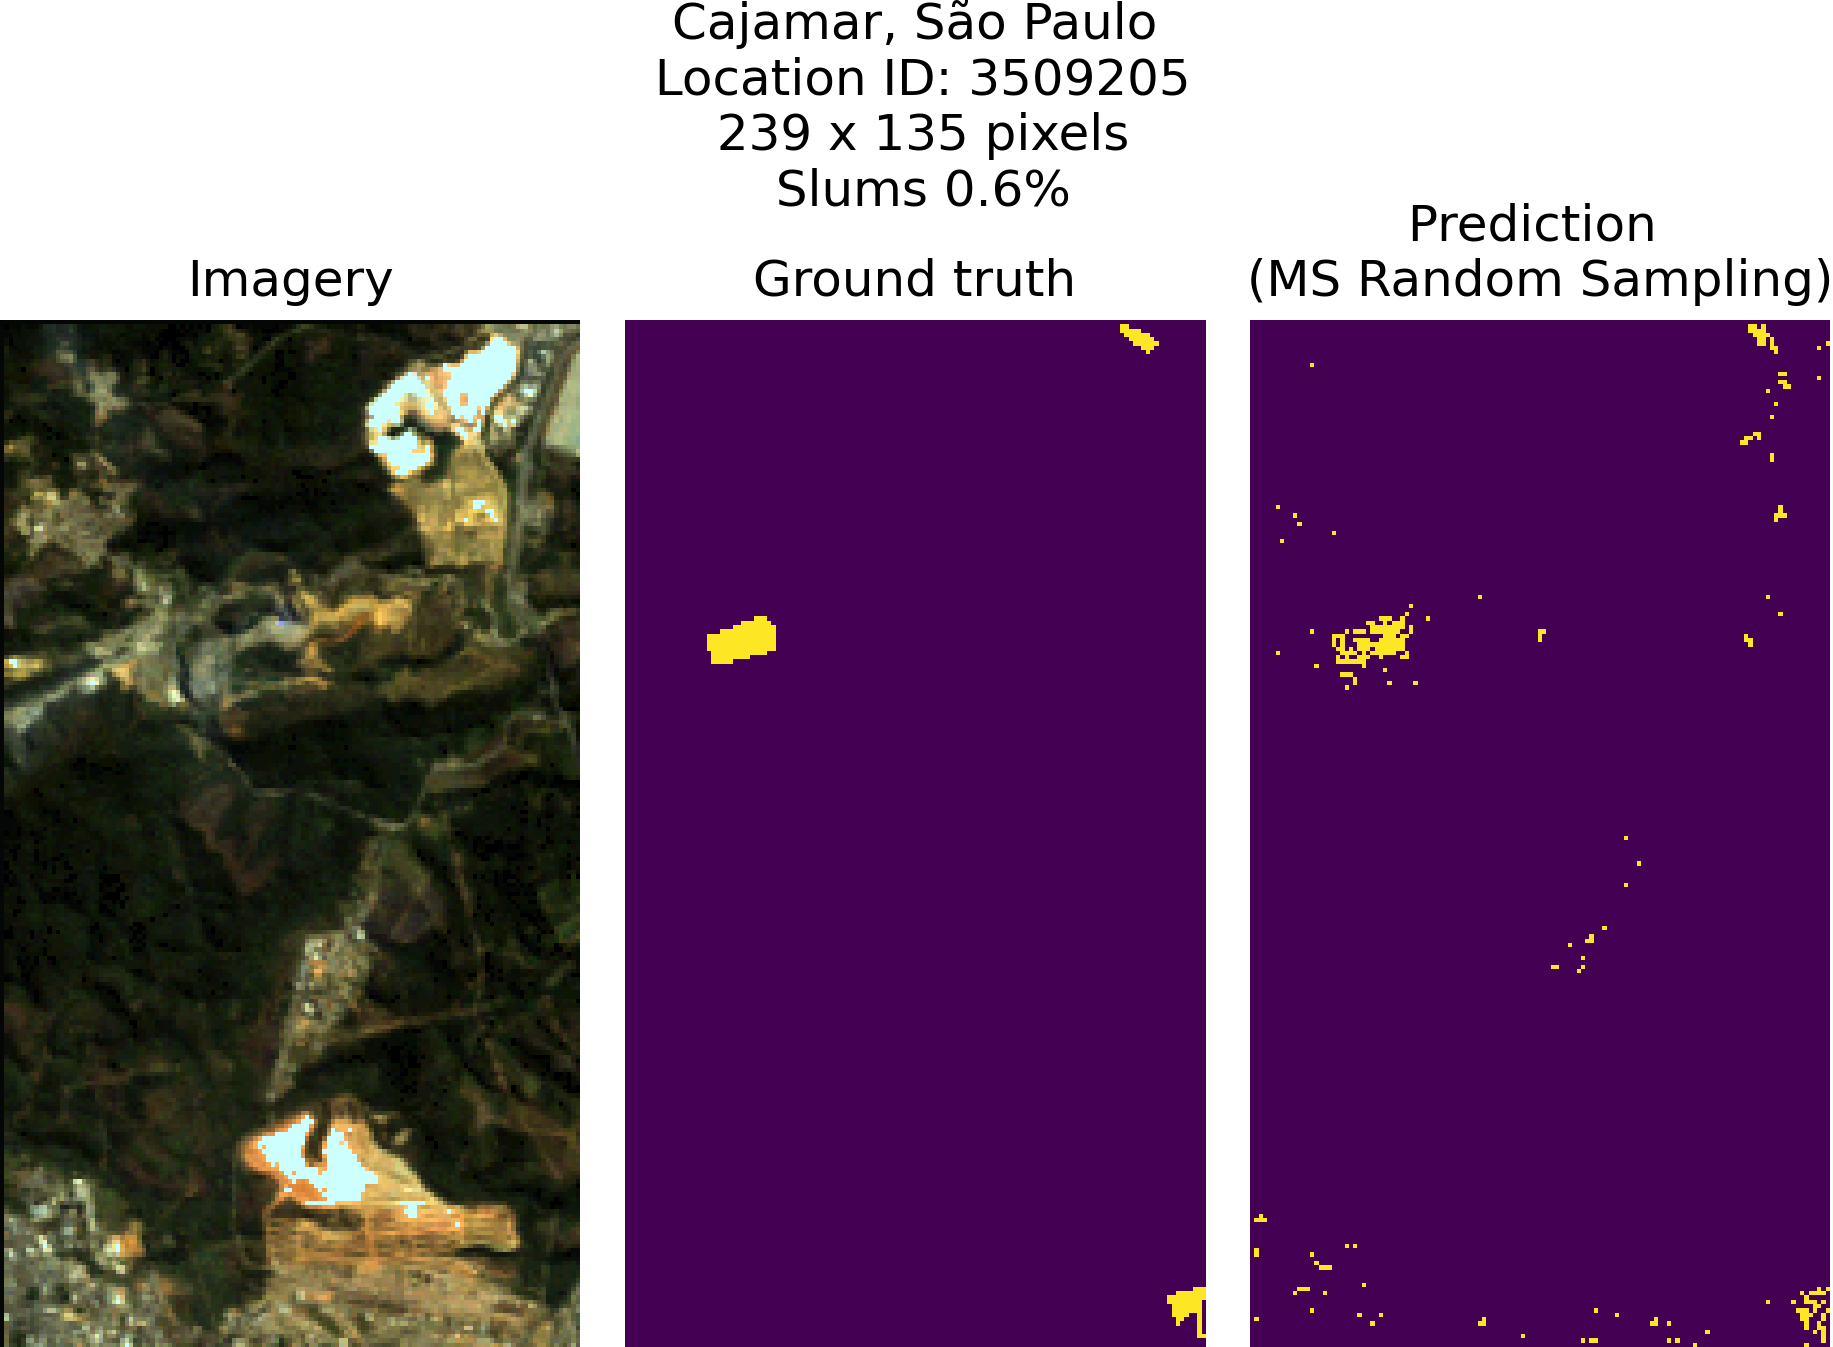 Cajamar, São Paulo
Location ID: 3509205
239 x 135 pixels
Slums 0.6%
Imagery
Ground truth
Prediction
(MS Random Sampling)